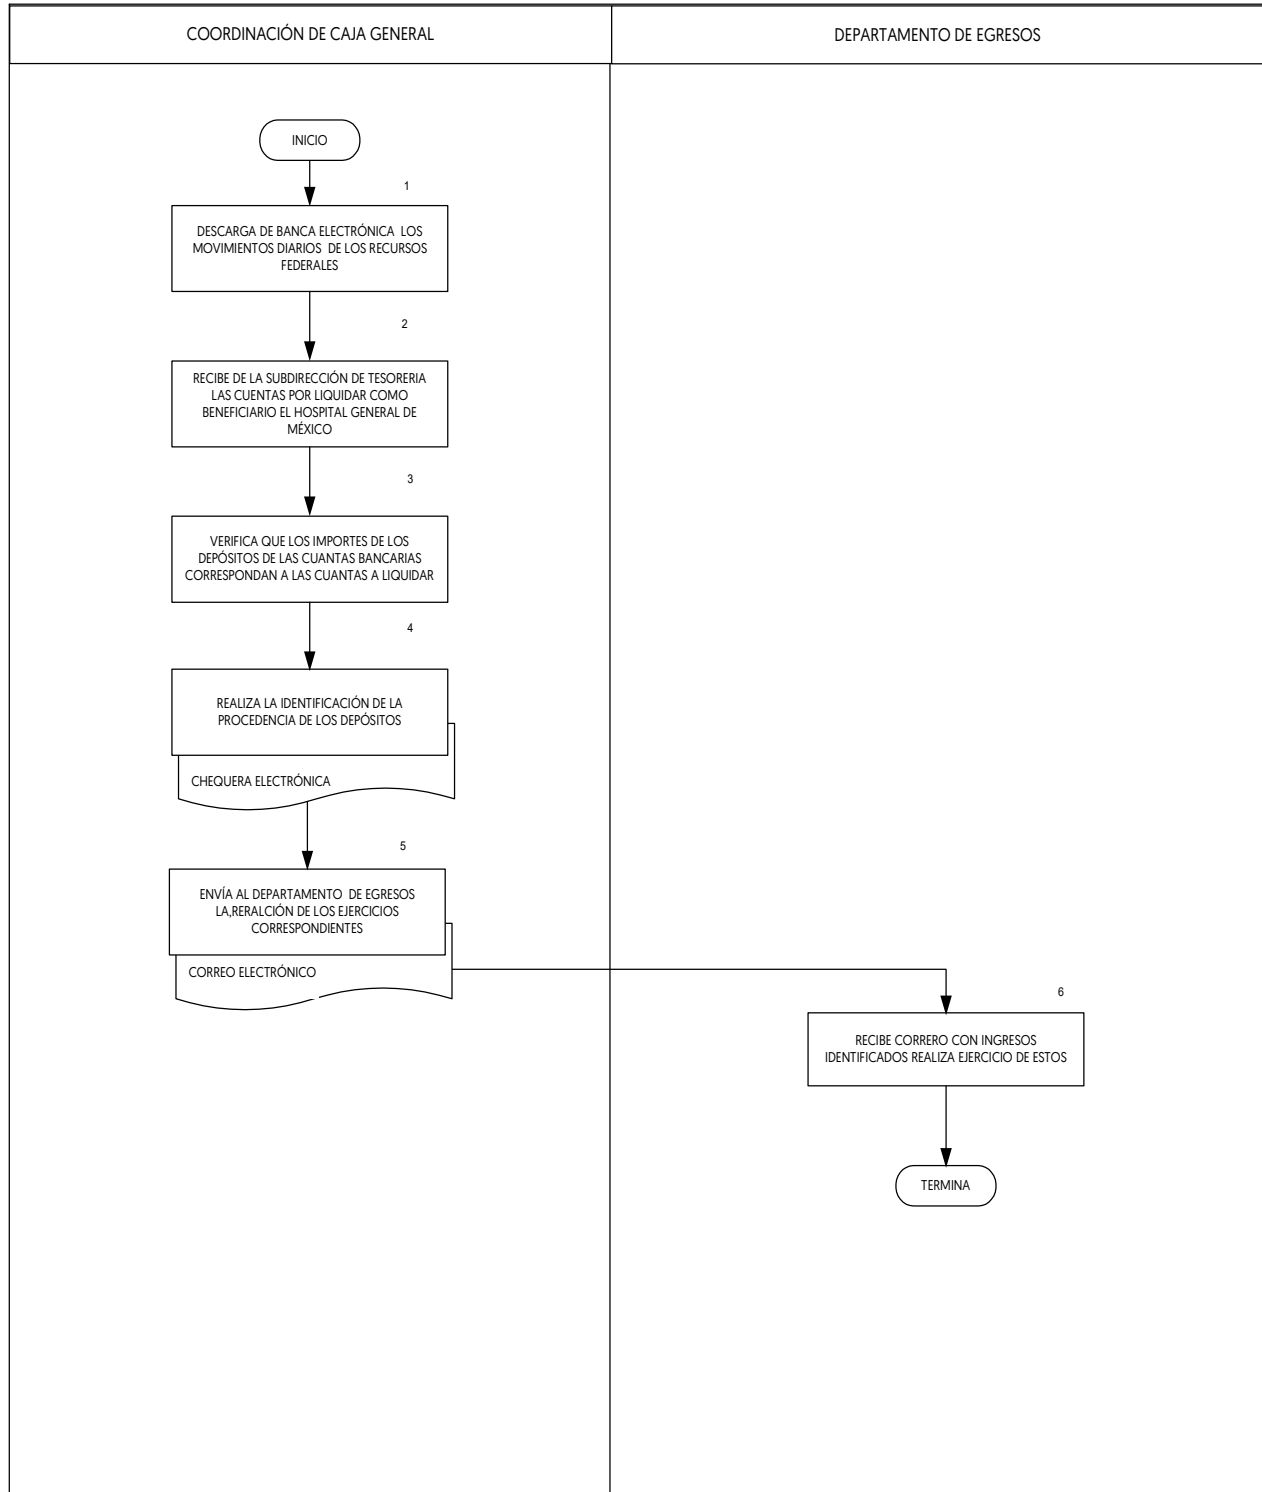 COORDINACIÓN DE CAJA GENERAL
DEPARTAMENTO DE EGRESOS
INICIO
1
DESCARGA DE BANCA ELECTRÓNICA LOS
MOVIMIENTOS DIARIOS DE LOS RECURSOS
FEDERALES
2
RECIBE DE LA SUBDIRECCIÓN DE TESORERIA
LAS CUENTAS POR LIQUIDAR COMO
BENEFICIARIO EL HOSPITAL GENERAL DE
MÉXICO
3
VERIFICA QUE LOS IMPORTES DE LOS
DEPÓSITOS DE LAS CUANTAS BANCARIAS
CORRESPONDAN A LAS CUANTAS A LIQUIDAR
4
REALIZA LA IDENTIFICACIÓN DE LA
PROCEDENCIA DE LOS DEPÓSITOS
CHEQUERA ELECTRÓNICA
5
ENVÍA AL DEPARTAMENTO DE EGRESOS
LA,RERALCIÓN DE LOS EJERCICIOS
CORRESPONDIENTES
CORREO ELECTRÓNICO
6
RECIBE CORRERO CON INGRESOS
IDENTIFICADOS REALIZA EJERCICIO DE ESTOS
TERMINA